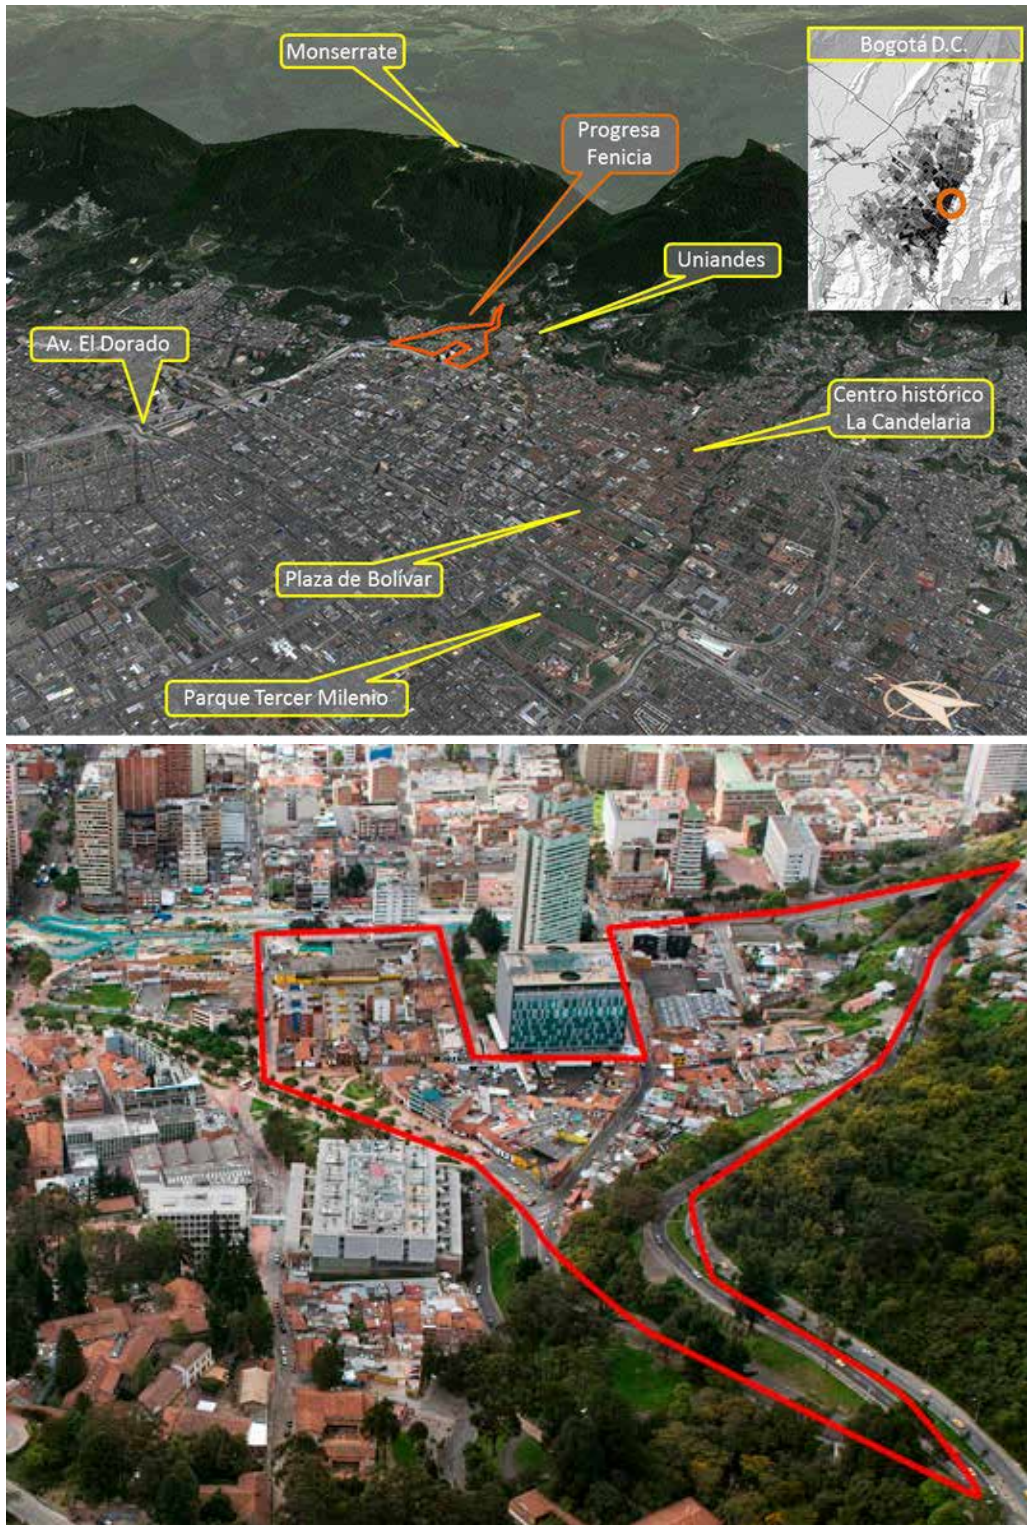 Monserrate
Bogotá D.C.
Progresa
Fenicia
Uniandes
Av. El Dorado
Centro histórico
La Candelaria
Plaza de Bolívar
Parque Tercer Milenio
N